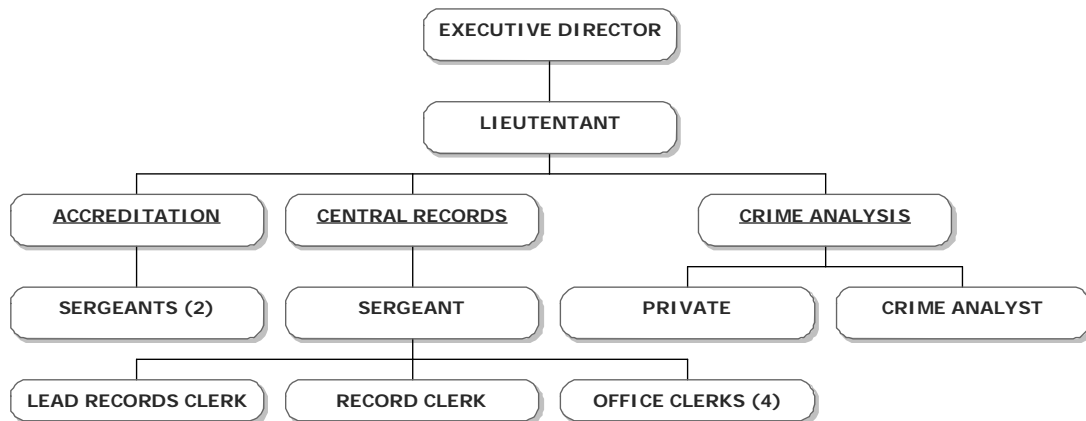 EXECUTIVE DIRECTOR
LIEUTENTANT
ACCREDITATION
CENTRAL RECORDS
CRIME ANALYSIS
SERGEANTS (2)
SERGEANT
PRIVATE
CRIME ANALYST
LEAD RECORDS CLERK
RECORD CLERK
OFFICE CLERKS (4)